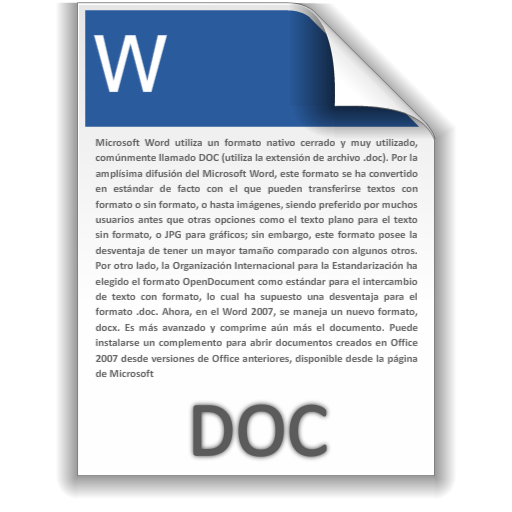 W
Microsoft Word utiliza un formato nativo cerrado y muy utilizado,
comúnmente llamado DOC (utiliza la extensión de archivo .doc). Por la
amplísima difusión del Microsoft Word, este formato se ha convertido
en estándar de facto con el que pueden transferirse textos con
formato o sin formato, o hasta imágenes, siendo preferido por muchos
usuarios antes que otras opciones como el texto plano para el texto
sin formato, o JPG para gráficos; sin embargo, este formato posee la
desventaja de tener un mayor tamaño comparado con algunos otros.
Por otro lado, la Organización Internacional para la Estandarización ha
elegido el formato OpenDocument como estándar para el intercambio
de texto con formato, lo cual ha supuesto una desventaja para el
formato .doc. Ahora, en el Word 2007, se maneja un nuevo formato,
docx. Es más avanzado y comprime aún más el documento. Puede
instalarse un complemento para abrir documentos creados en Office
2007 desde versiones de Office anteriores, disponible desde la página
de Microsoft
DOC